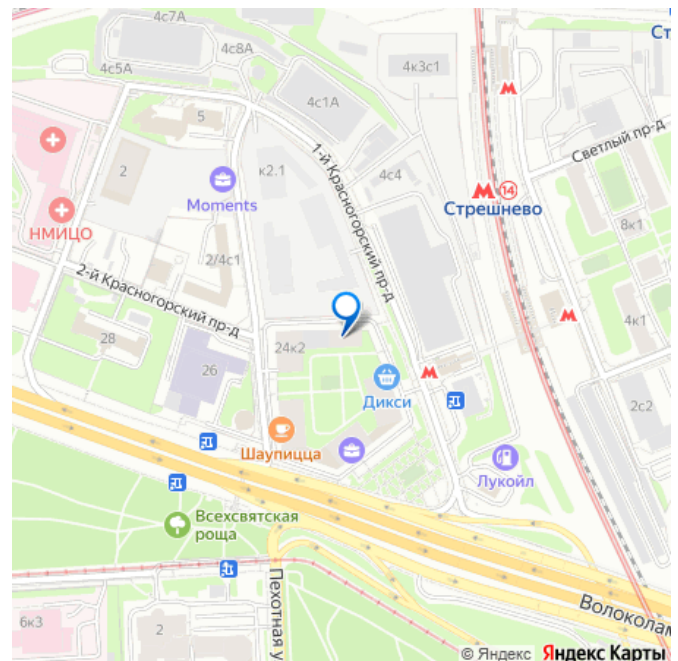 4с7А
Ст
4с8А
4с5А
4к3с1
4с1А
5
1-й Красногорский пр-д
Светлый пр-д
2
к2.1
4с4
14
Moments
Стрешнево
8к1
НМИЦО
2/4с1
2-й Красногорский пр-д
4к1
28
24к2
26
Дикси
2с2
Шаупицца
Лукойл
Всехсвятская
роща
Пехотная у
Волоколам
6к3
2
© Яндекс Яндекс Карты